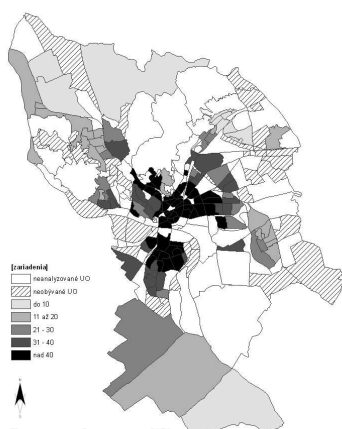 [zariadenia]
neanalyzované UO
neobývané UO
do 10
11 až 20
21 - 30
31 - 40
nad 40